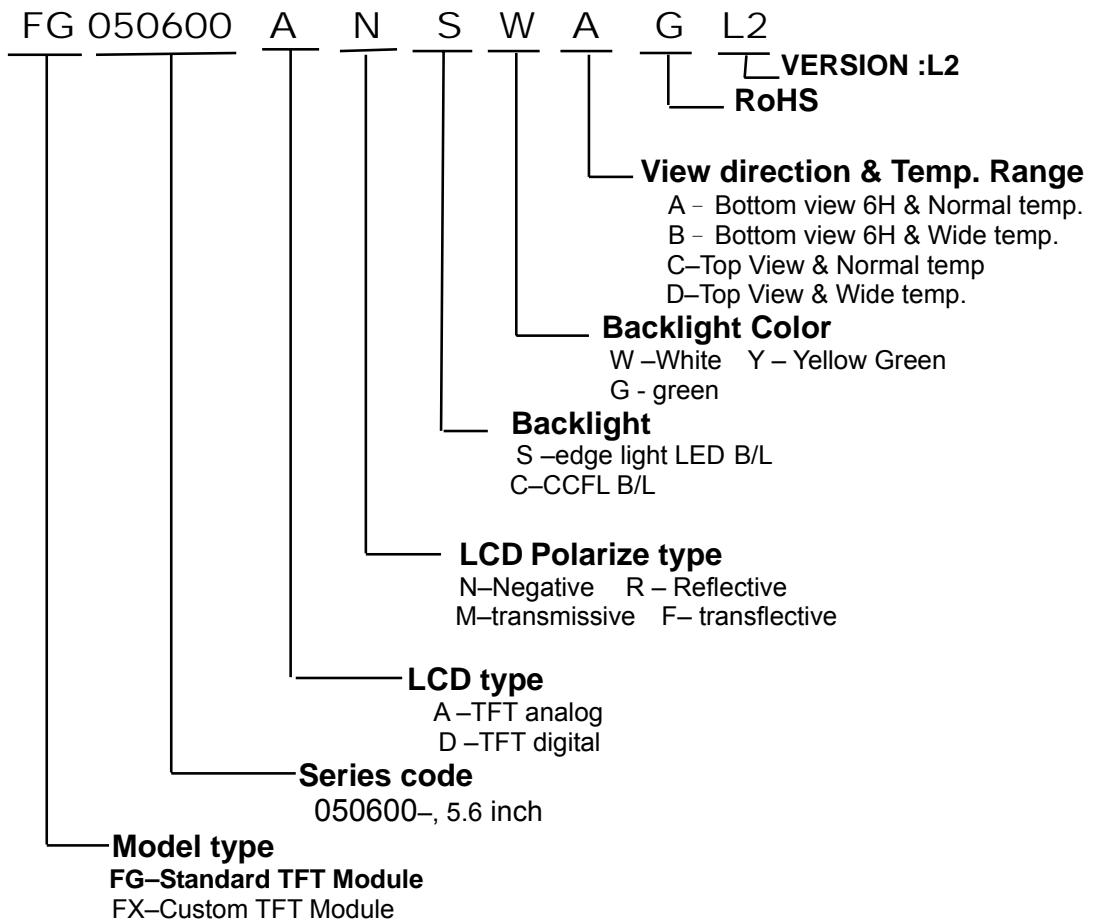 FG 050600 A N S W A G L2
VERSION :L2
RoHS
View direction & Temp. Range
A – Bottom view 6H & Normal temp.
B – Bottom view 6H & Wide temp.
C–Top View & Normal temp
D–Top View & Wide temp.
Backlight Color
W –White Y – Yellow Green
G - green
Backlight
S –edge light LED B/L
C–CCFL B/L
LCD Polarize type
N–Negative R – Reflective
M–transmissive F– transflective
LCD type
A –TFT analog
D –TFT digital
Series code
050600–, 5.6 inch
Model type
FG–Standard TFT Module
FX–Custom TFT Module